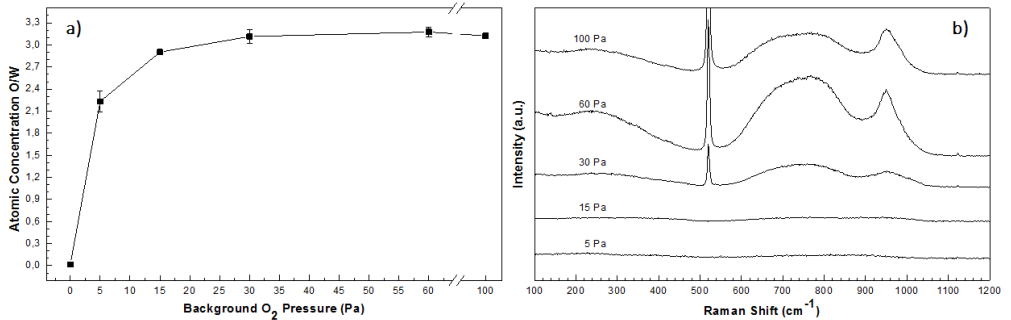 a)
Atomic Concentration O/W
3,3
3,0
2,7
2,4
2,1
1,8
1,5
1,2
0,9
0,6
0,3
0,0
0 5 10 15 20 25 30 35 40 45 50 55 60 100
Background O2 Pressure (Pa)
b)
Intensity (a.u.)
100 Pa
60 Pa
30 Pa
15 Pa
5 Pa
100 200 300 400 500 600 700 800 900 1000 1100 1200
Raman Shift (cm-1)